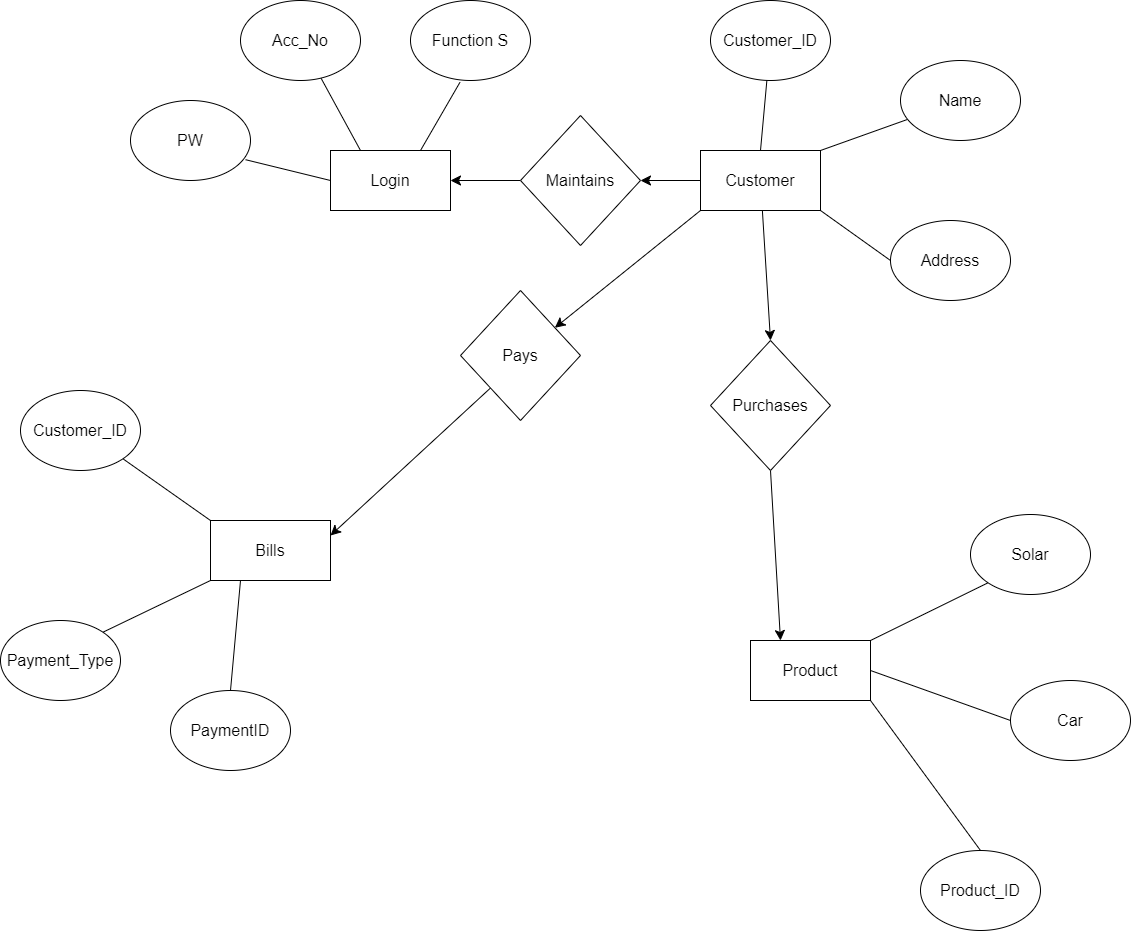 Acc_No
Function S
Customer_ID
Name
PW
Login
Maintains
Customer
Address
Pays
Purchases
Customer_ID
Bills
Solar
Payment_Type
Product
PaymentID
Car
Product_ID